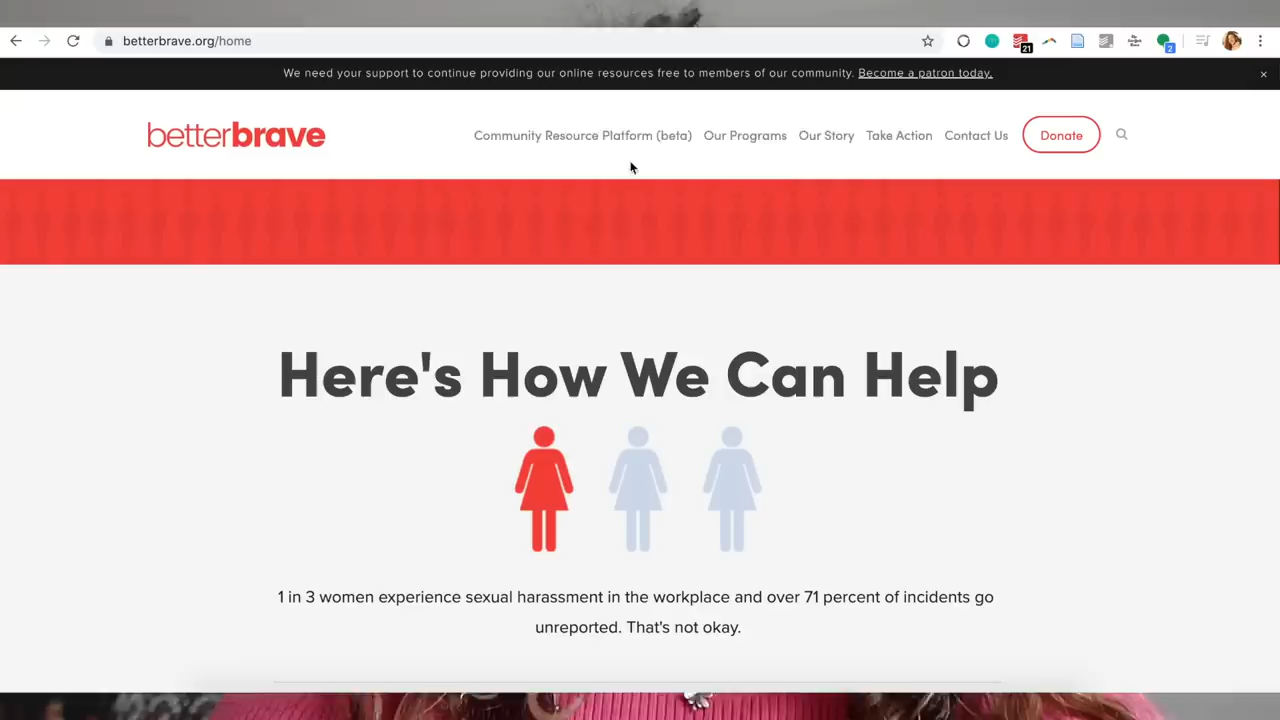 betterbrave.org/home
21
2
We need your support to continue providing our online resources free to members of our community. Become a patron today. ×
betterbrave
Community Resource Platform (beta) Our Programs Our Story Take Action Contact Us Donate
Here's How We Can Help
1 in 3 women experience sexual harassment in the workplace and over 71 percent of incidents go
unreported. That's not okay.